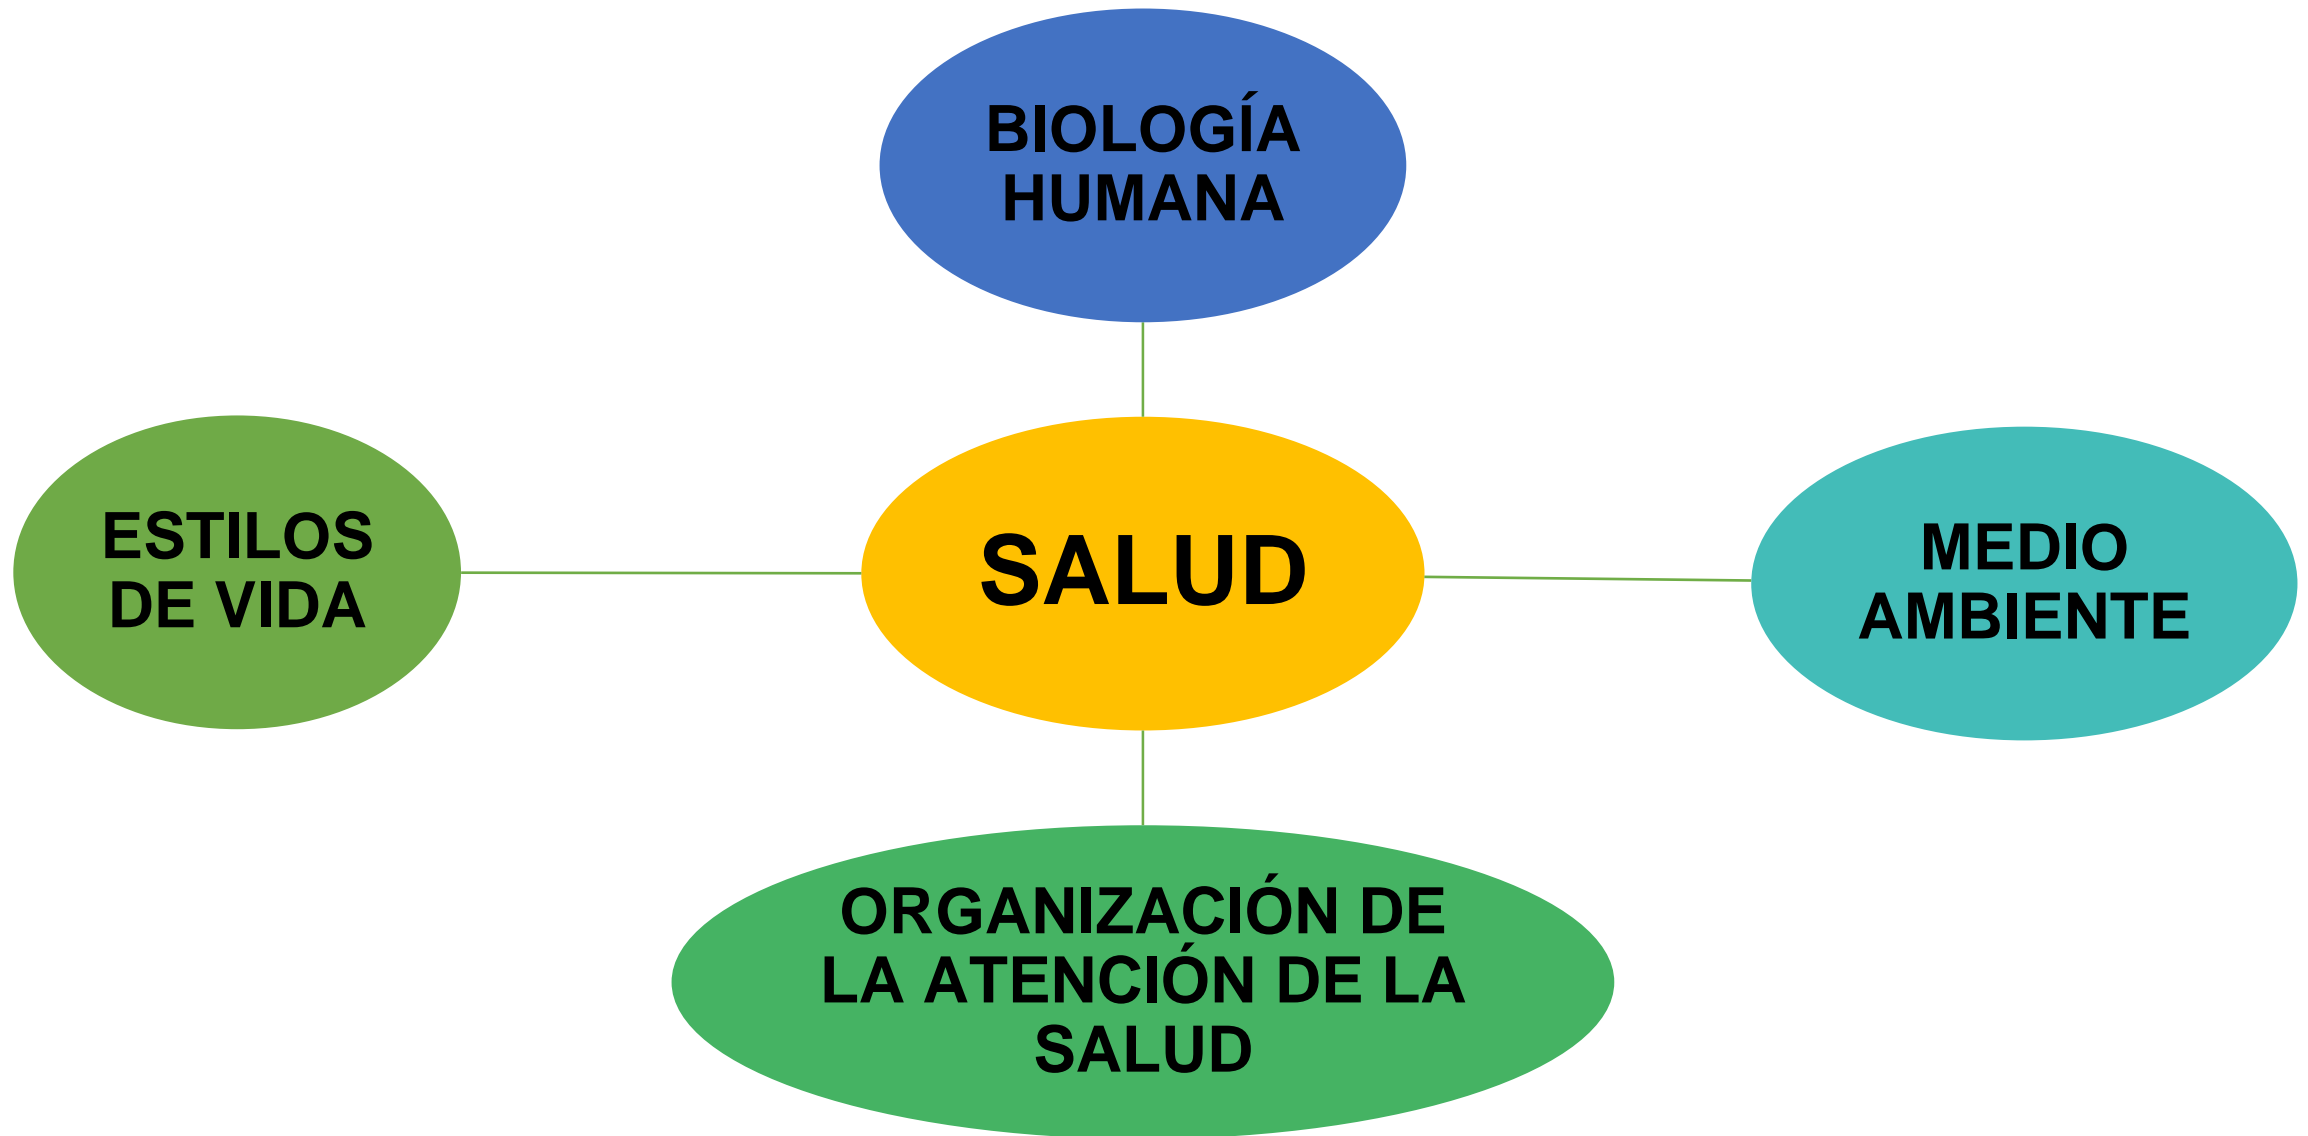 BIOLOGÍA
HUMANA
ESTILOS
DE VIDA
SALUD
MEDIO
AMBIENTE
ORGANIZACIÓN DE
LA ATENCIÓN DE LA
SALUD